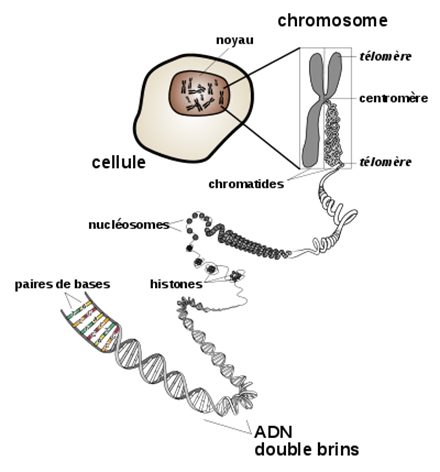 chromosome
noyau
télomère
centromère
cellule
télomère
chromatides
nucléosomes
paires de bases
histones
ADN
double brins